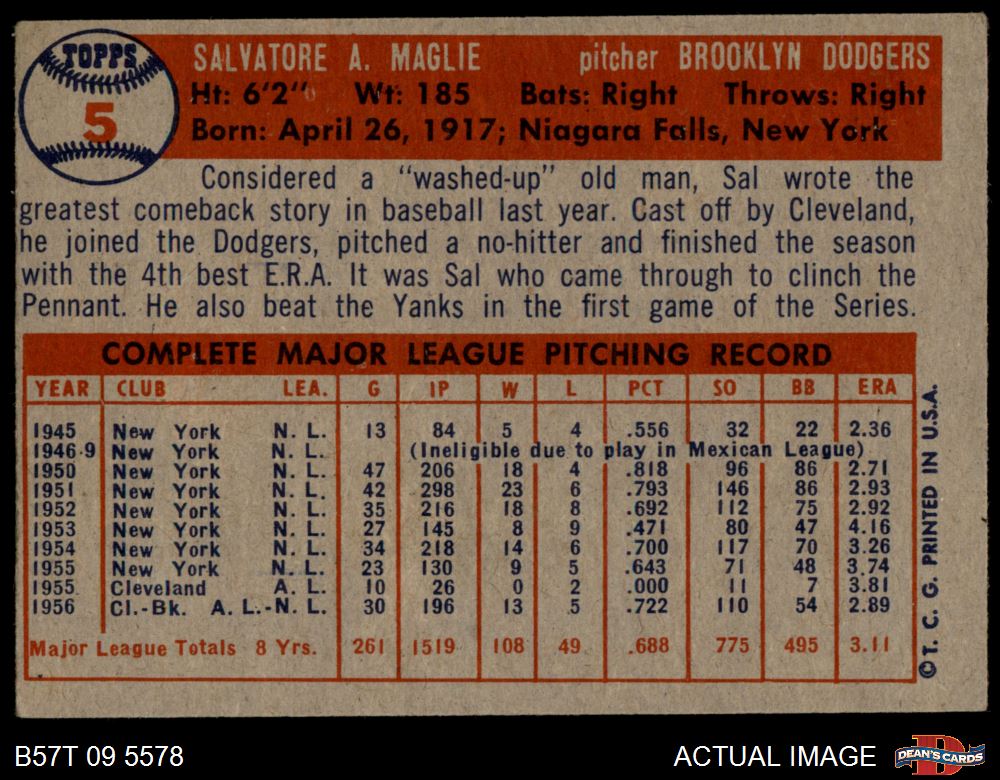 TOPPS
5
SALVATORE A. MAGLIE pitcher BROOKLYN DODGERS
Ht: 6'2" Wt: 185 Bats: Right Throws: Right
Born: April 26, 1917; Niagara Falls, New York
Considered a "washed-up" old man, Sal wrote the
greatest comeback story in baseball last year. Cast off by Cleveland,
he joined the Dodgers, pitched a no-hitter and finished the season
with the 4th best E.R.A. It was Sal who came through to clinch the
Pennant. He also beat the Yanks in the first game of the Series.
COMPLETE MAJOR LEAGUE PITCHING RECORD
YEAR CLUB LEA. G IP W L PCT SO BB ERA
1945 New York N. L. 13 84 5 4 .556 32 22 2.36
1946-9 New York N. L. (Ineligible due to play in Mexican League)
1950 New York N. L. 47 206 18 4 .818 96 86 2.71
1951 New York N. L. 42 298 23 6 .793 146 86 2.93
1952 New York N. L. 35 216 18 8 .692 112 75 2.92
1953 New York N. L. 27 145 8 9 .471 80 47 4.16
1954 New York N. L. 34 218 14 6 .700 117 70 3.26
1955 New York N. L. 23 130 9 5 .643 71 48 3.74
1955 Cleveland A. L. 10 26 0 2 .000 11 7 3.81
1956 Cl.-Bk. A. L.-N. L. 30 196 13 5 .722 110 54 2.89
Major League Totals 8 Yrs. 261 1519 108 49 .688 775 495 3.11
© T. C. G. PRINTED IN U.S.A.
B57T 09 5578 ACTUAL IMAGE DEAN'S CARDS